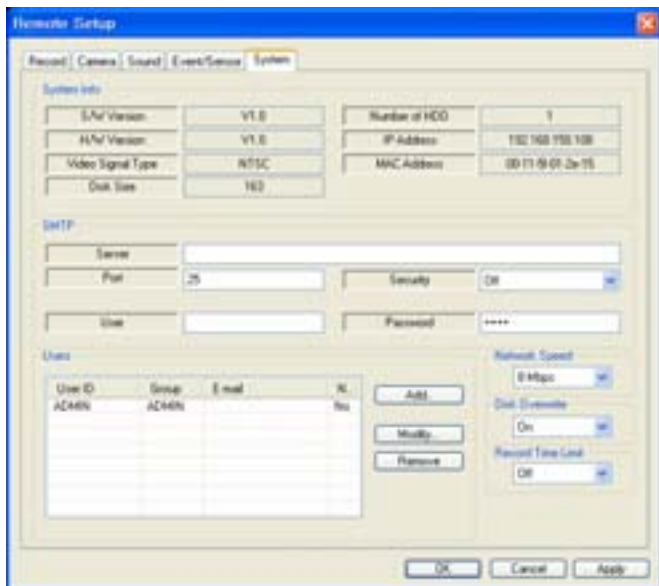 Remote Setup
Record Camera Sound Event/Sensor System
System Info
S/W Version V1.0 Number of HDD 1
H/W Version V1.0 IP Address 192.168.150.108
Video Signal Type NTSC MAC Address
Disk Size 163
SMTP
Server
Port 25 Security Off
User Password ****
Users Network Speed
User ID Group E-mail N.. 8 Mbps
ADMIN ADMIN No Add..
Disk Overwrite
Modify... On
Remove Record Time Limit
Off
OK Cancel Apply